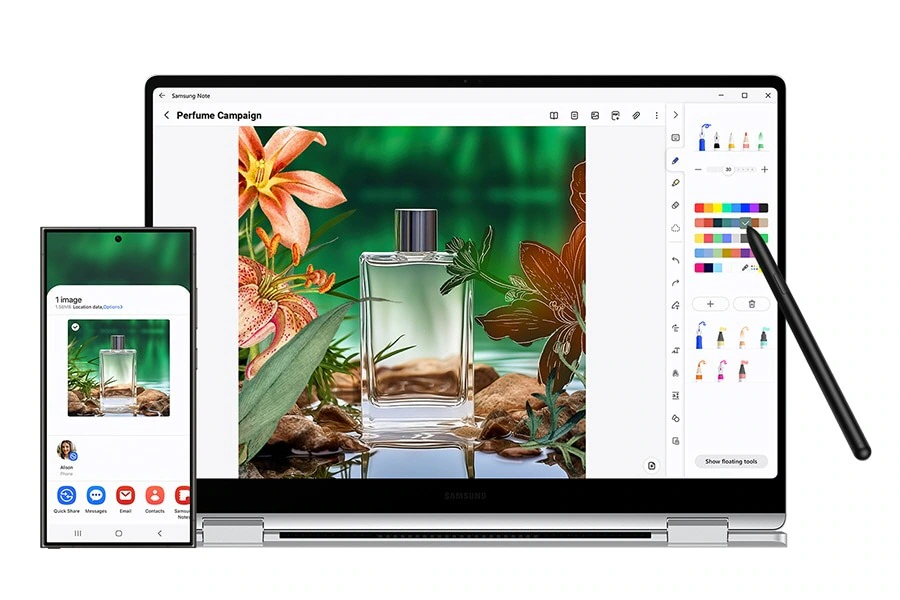 Samsung Note
Perfume Campaign
30
Show floating tools
SAMSUNG
1 image
1.58MB Location data, Options>
Alison
Phone
Quick Share
Messages
Email
Contacts
Samsung
Notes